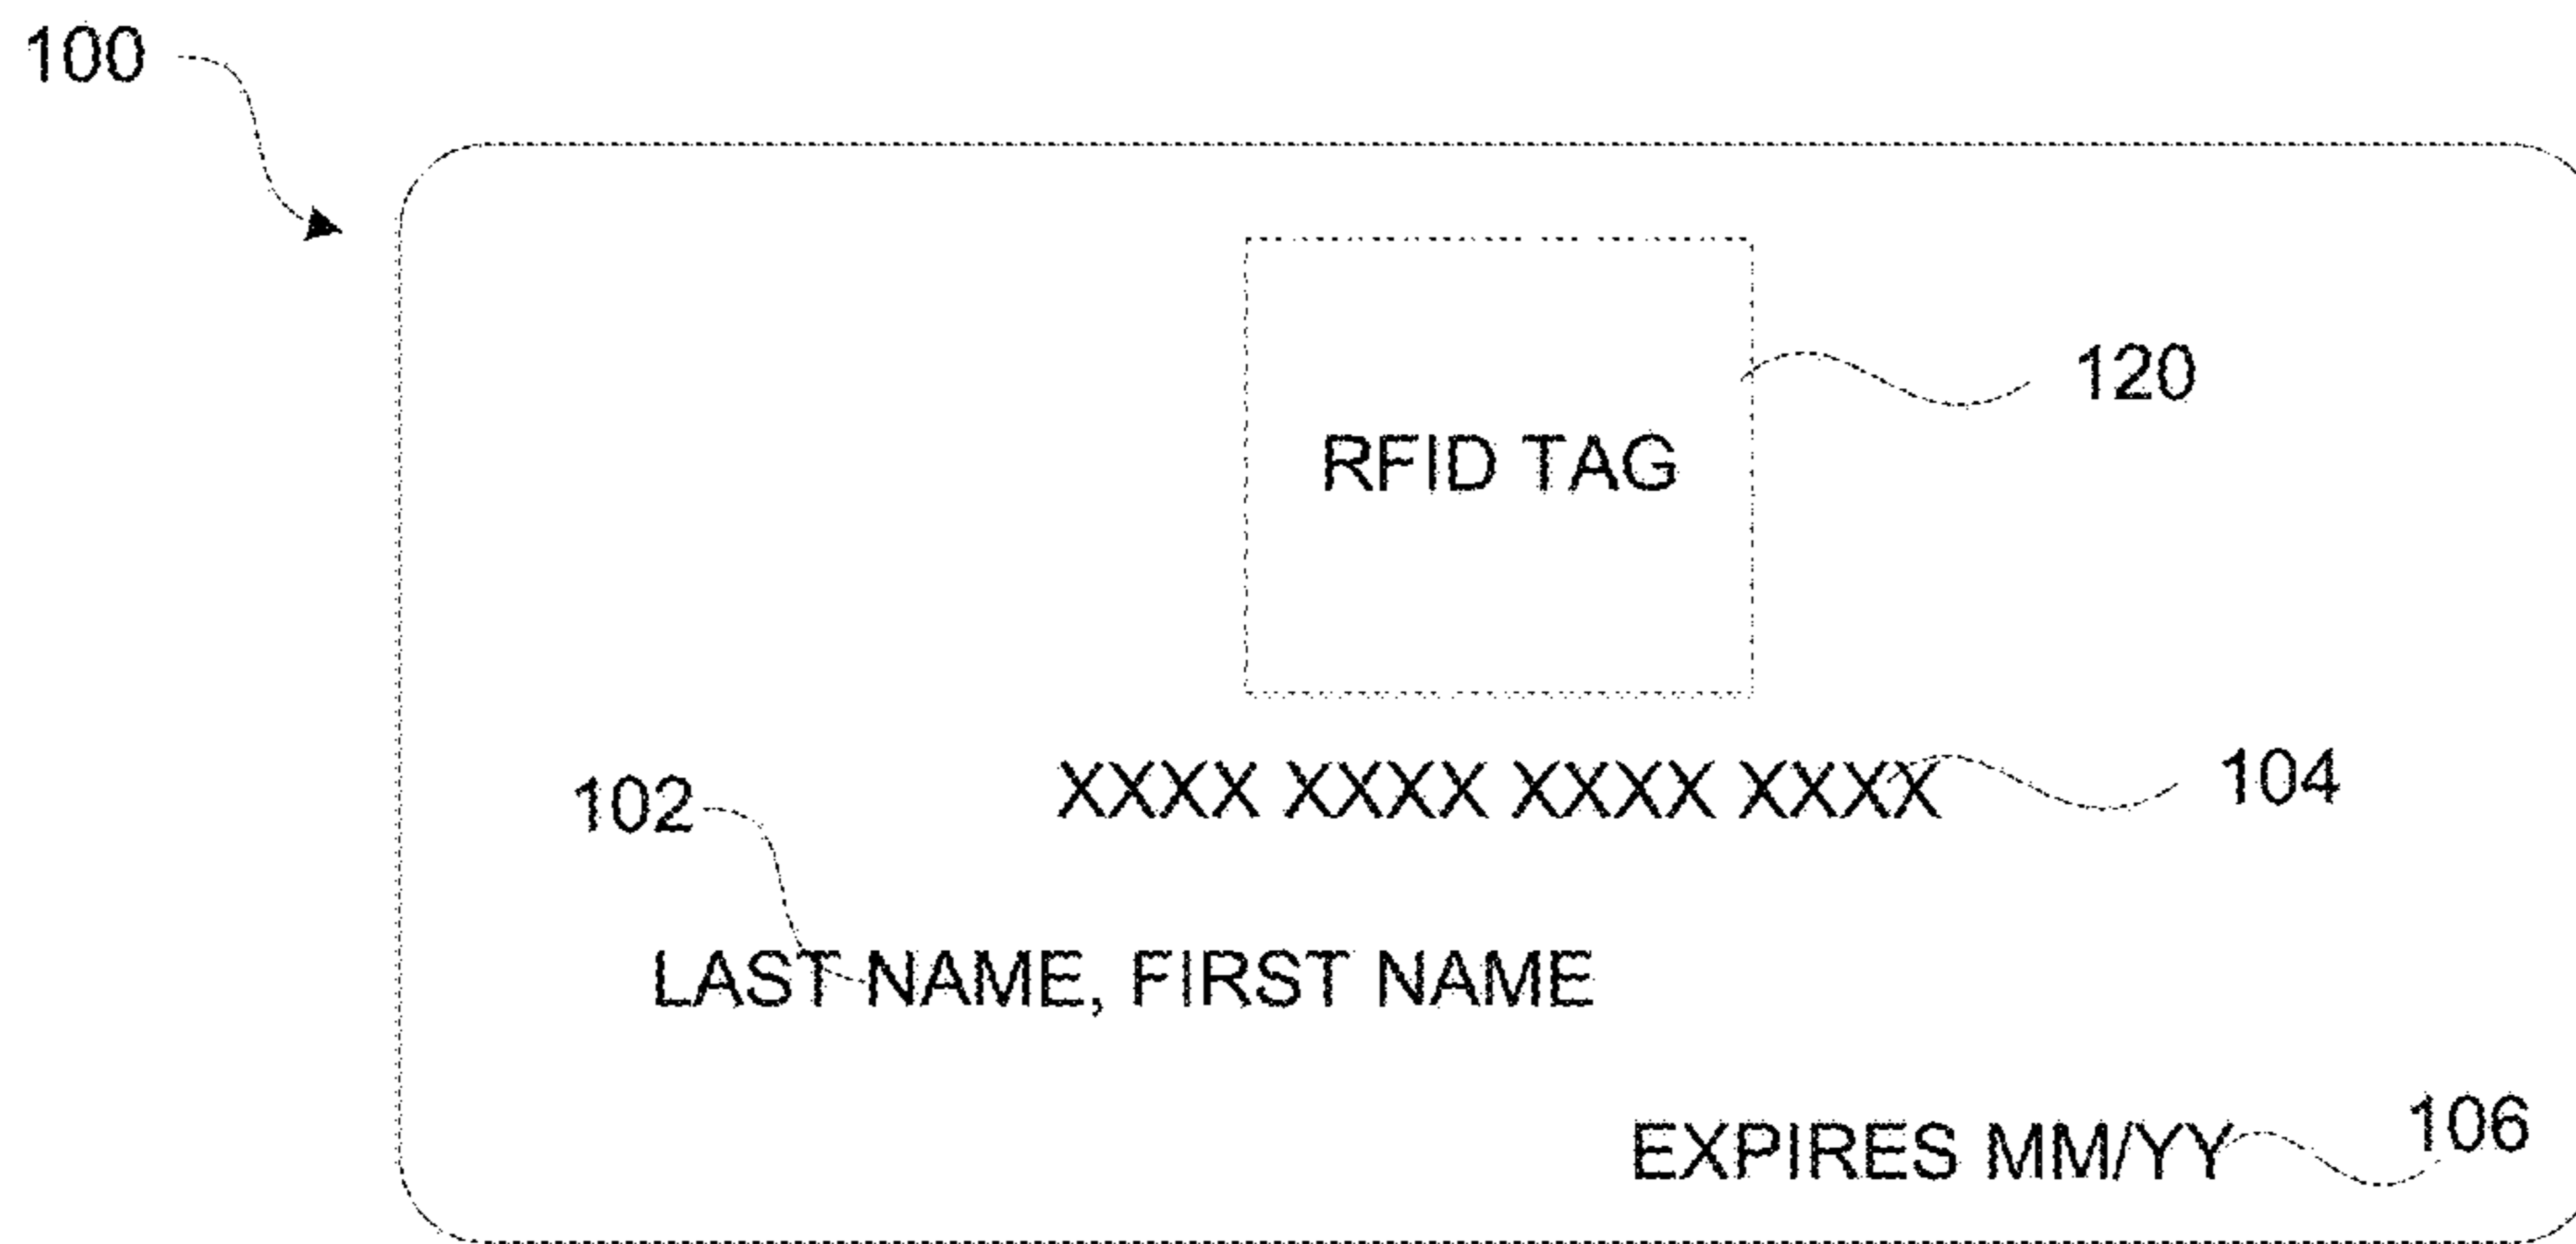 100
120
RFID TAG
XXXX XXXX XXXX XXXX 104
102
LAST NAME, FIRST NAME
EXPIRES MM/YY 106